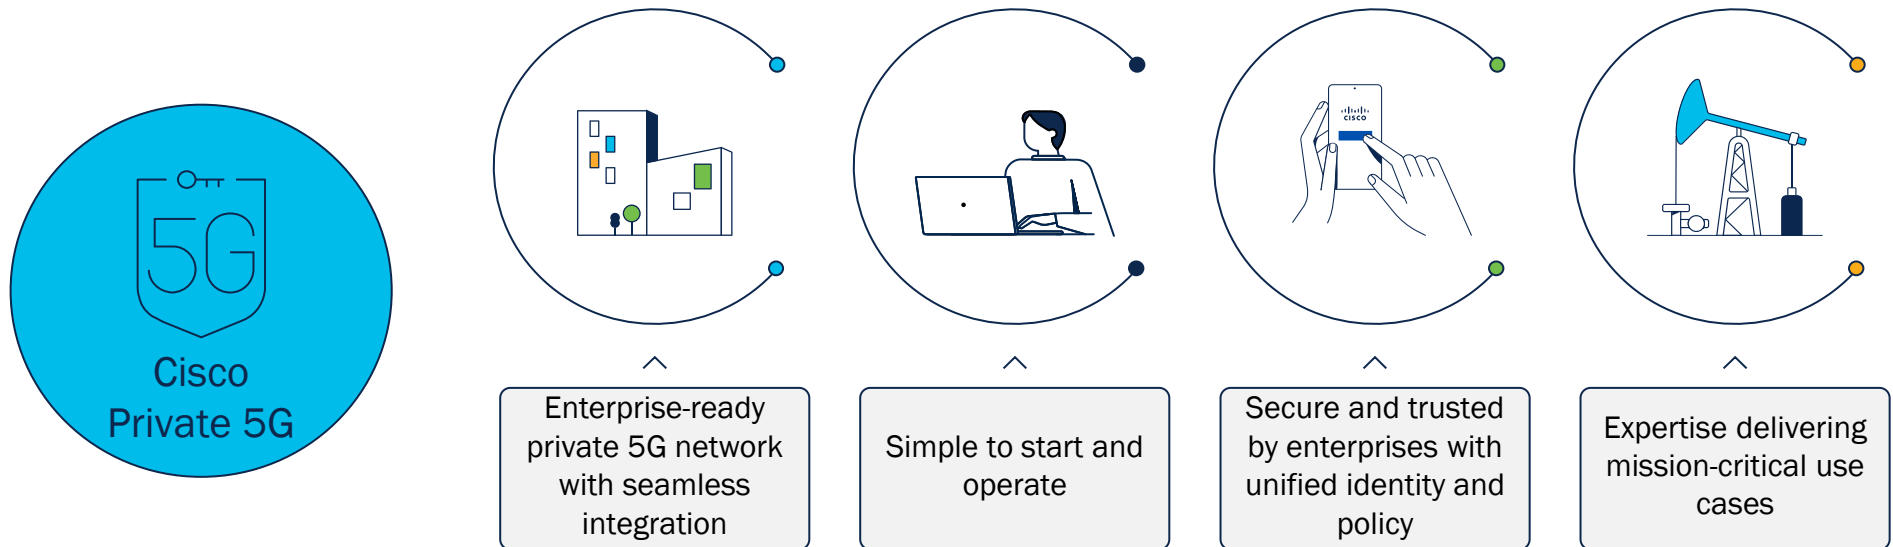 5G
Cisco
Private 5G
CISCO
Enterprise-ready
private 5G network
with seamless
integration
Simple to start and
operate
Secure and trusted
by enterprises with
unified identity and
policy
Expertise delivering
mission-critical use
cases